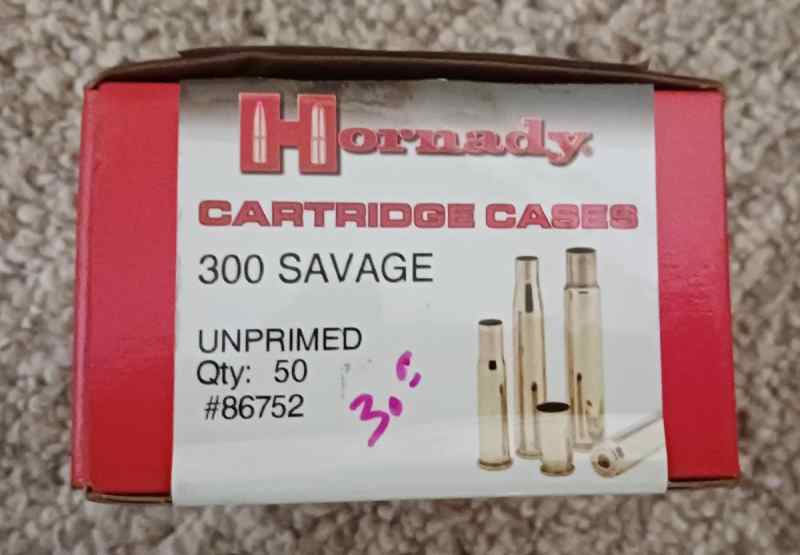 Hornady
CARTRIDGE CASES
300 SAVAGE
UNPRIMED
Qty: 50
#86752